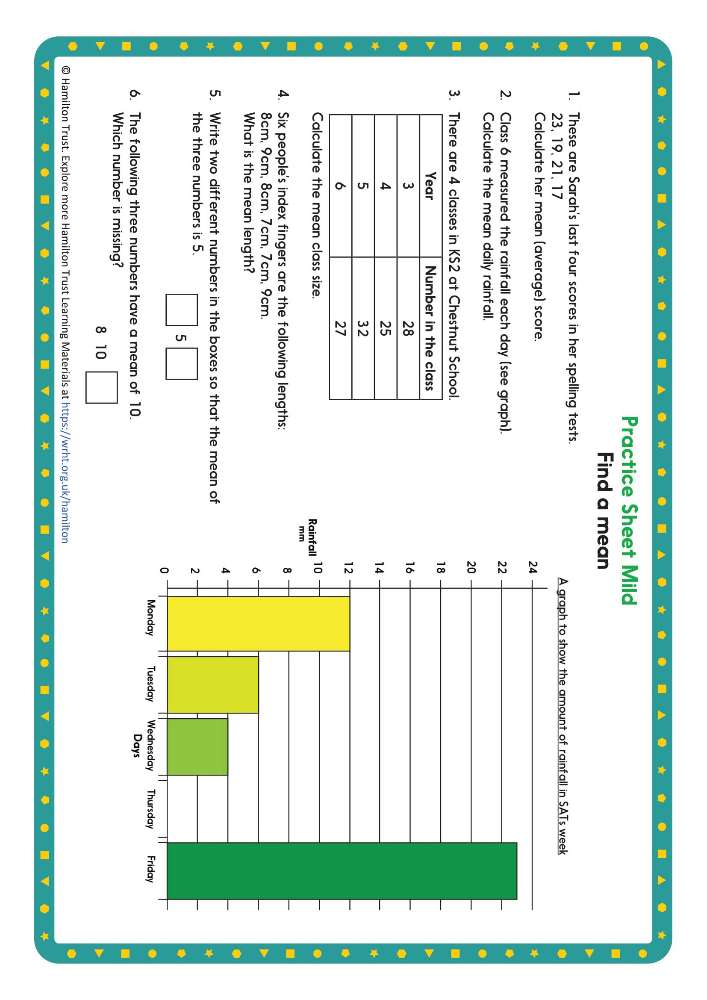 Practice Sheet Mild
Find a mean
1. These are Sarah's last four scores in her spelling tests.
23, 19, 21, 17
Calculate her mean (average) score.
2. Class 6 measured the rainfall each day (see graph).
Calculate the mean daily rainfall.
3. There are 4 classes in KS2 at Chestnut School.
Year Number in the class
3 28
4 25
5 32
6 27
Calculate the mean class size.
4. Six people's index fingers are the following lengths:
8cm, 9cm, 8cm, 7cm, 7cm, 9cm.
What is the mean length?
5. Write two different numbers in the boxes so that the mean of
the three numbers is 5.
5
6. The following three numbers have a mean of 10.
Which number is missing?
8 10
A graph to show the amount of rainfall in SATs week
24
22
20
18
16
14
12
10
8
6
4
2
0
Rainfall
mm
Monday Tuesday Wednesday Thursday Friday
Days
© Hamilton Trust. Explore more Hamilton Trust Learning Materials at https://wrht.org.uk/hamilton